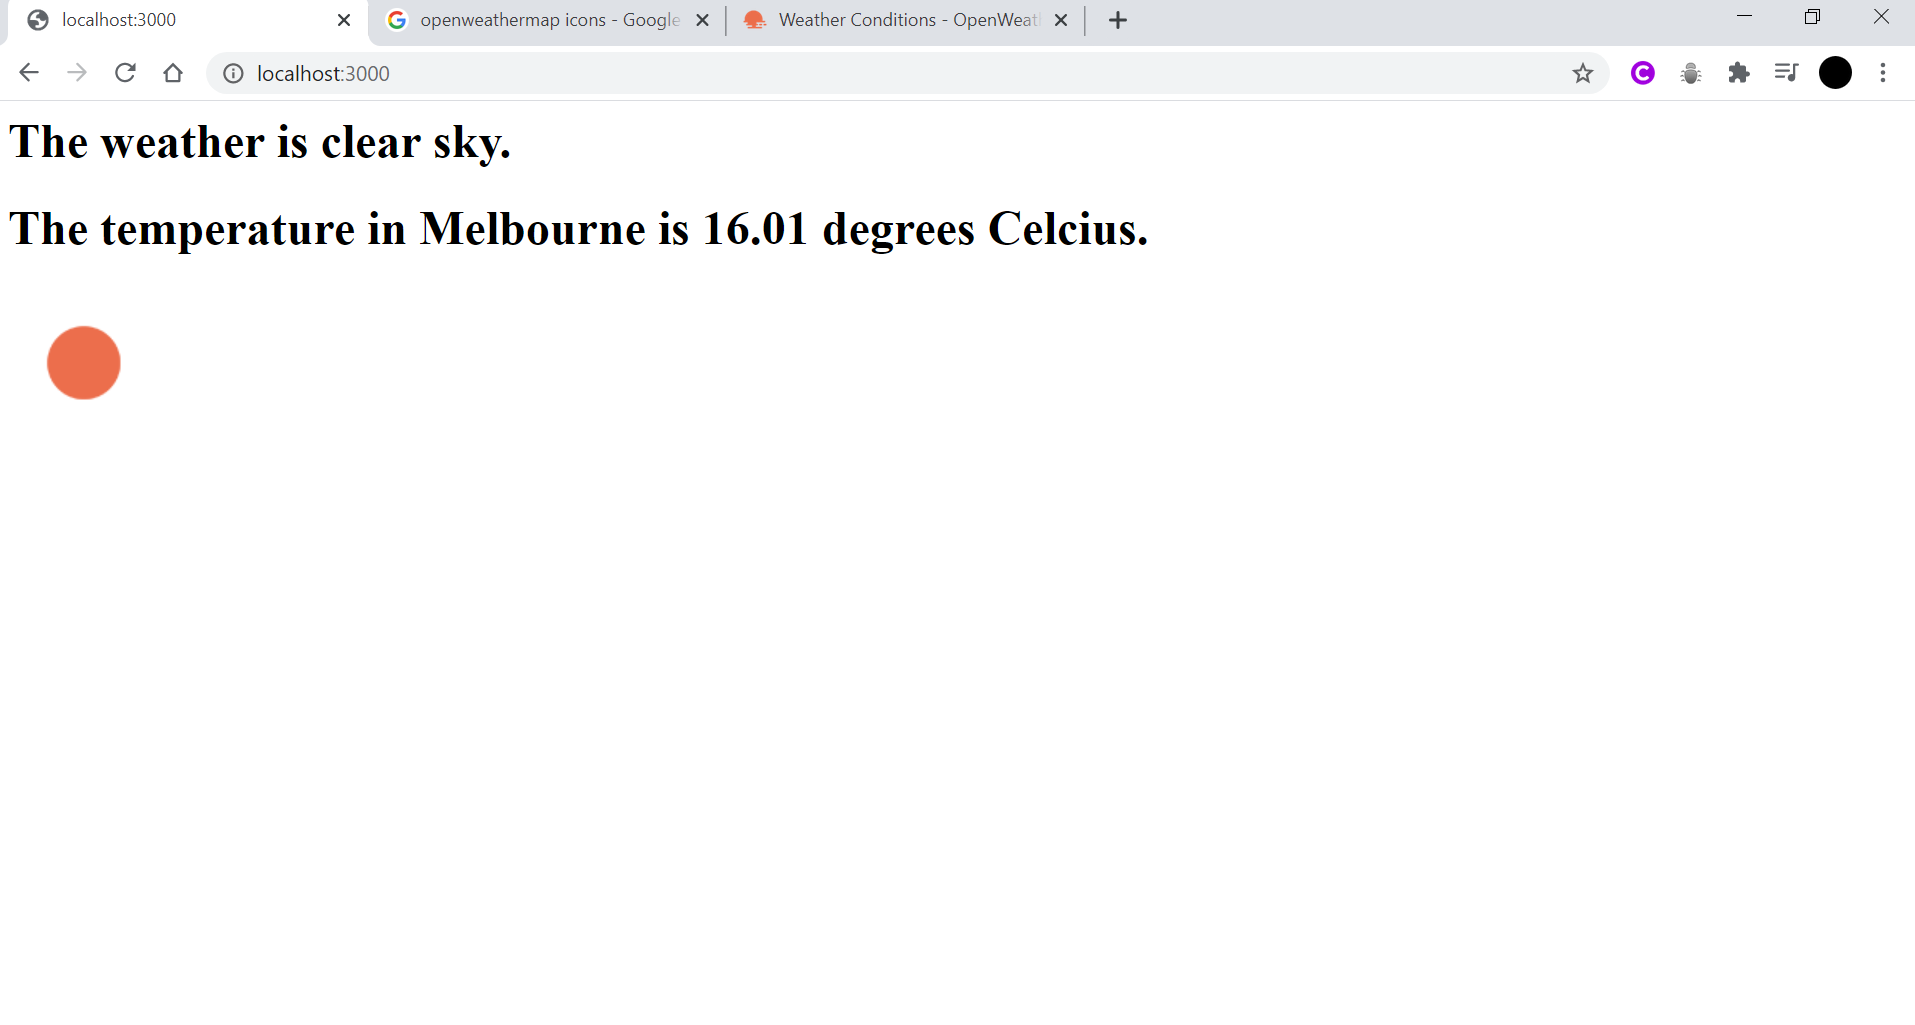 localhost:3000
openweathermap icons - Google
Weather Conditions - OpenWeat
localhost:3000
The weather is clear sky.
The temperature in Melbourne is 16.01 degrees Celcius.